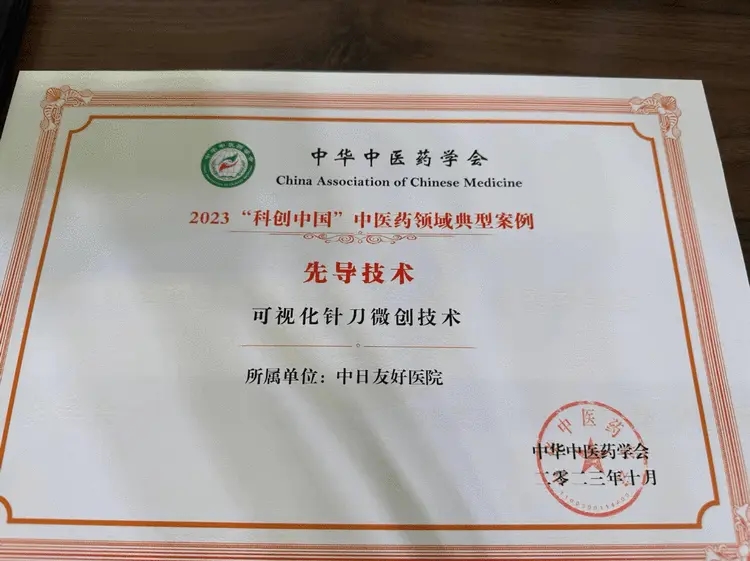 中华中医药学会
China Association of Chinese Medicine
2023“科创中国”中医药领域典型案例
先导技术
可视化针刀微创技术
所属单位：中日友好医院
中华中医药学会
二零二三年十月